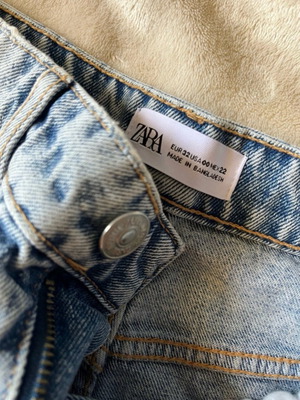 ZARA
EUR 32 USA 00 MEX 22
MADE IN BANGLADESH